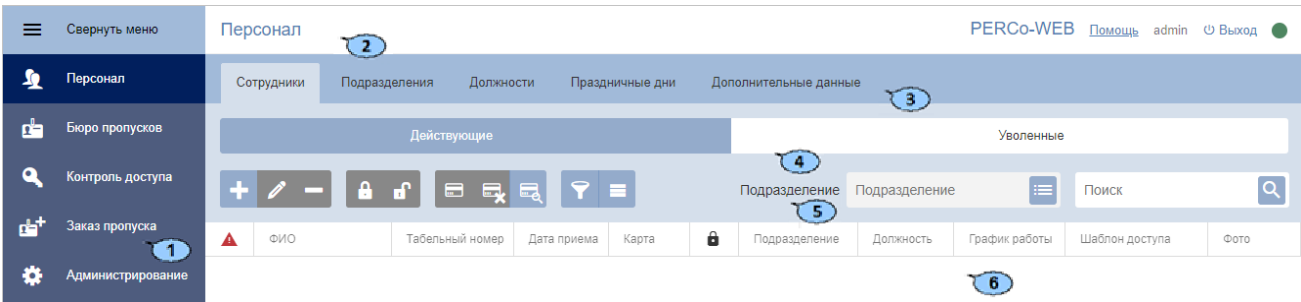 Свернуть меню
Персонал
PERCo-WEB Помощь admin Выход
2
Персонал
Сотрудники Подразделения Должности Праздничные дни Дополнительные данные
3
Бюро пропусков
Действующие Уволенные
4
Контроль доступа
Подразделение Подразделение Поиск
5
Заказ пропуска
1
ФИО Табельный номер Дата приема Карта Подразделение Должность График работы Шаблон доступа Фото
Администрирование
6